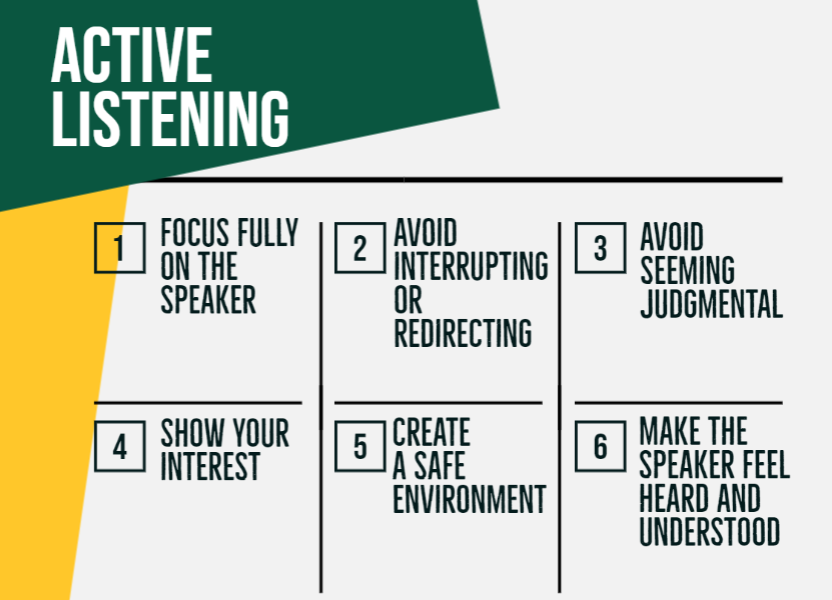 ACTIVE
LISTENING
1
FOCUS FULLY
ON THE
SPEAKER
2
AVOID
INTERRUPTING
OR
REDIRECTING
3
AVOID
SEEMING
JUDGMENTAL
4
SHOW YOUR
INTEREST
5
CREATE
A SAFE
ENVIRONMENT
6
MAKE THE
SPEAKER FEEL
HEARD AND
UNDERSTOOD